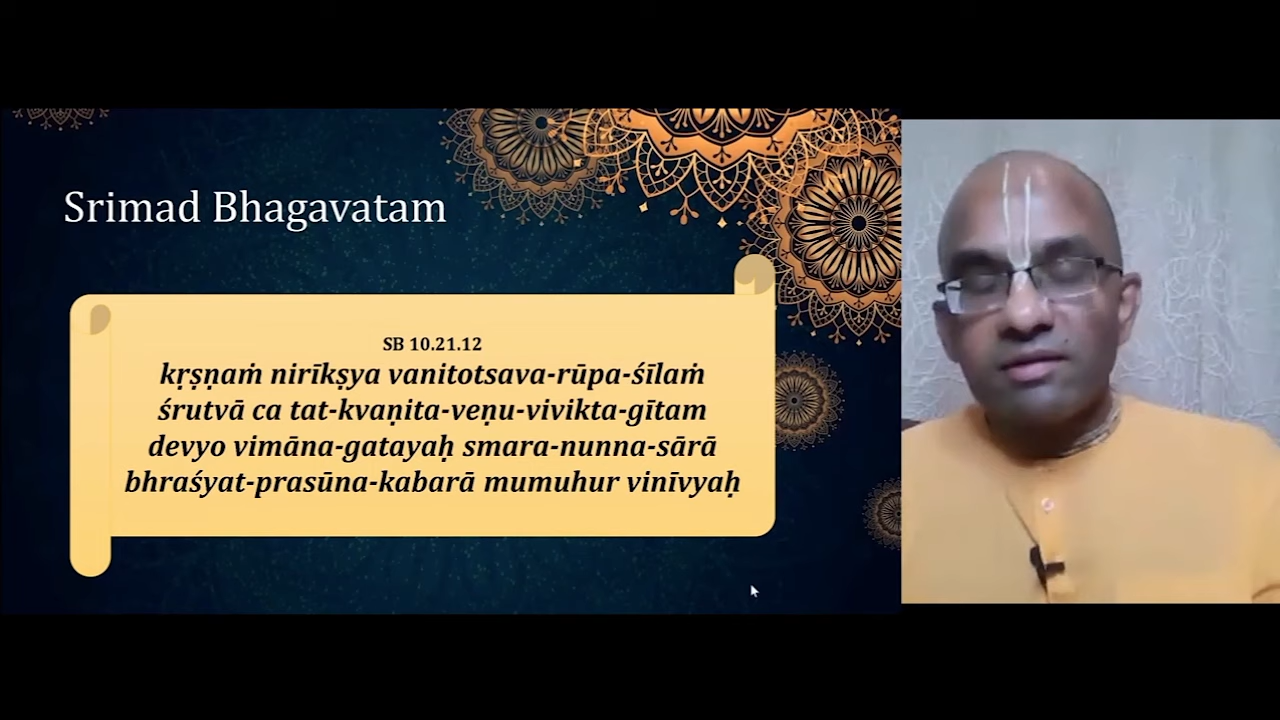 Srimad Bhagavatam
SB 10.21.12
kṛṣṇaṁ nirīkṣya vanitotsava-rūpa-śīlaṁ
śrutvā ca tat-kvaṇita-veṇu-vivikta-gītam
devyo vimāna-gatayaḥ smara-nunna-sārā
bhraśyat-prasūna-kabarā mumuhur vinīvyaḥ